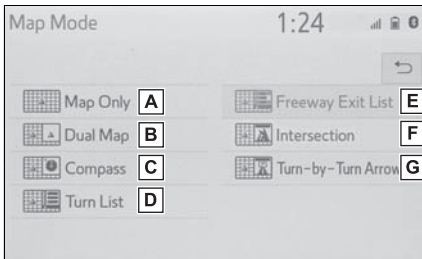 Map Mode 1:24
Map Only A
Dual Map B
Compass C
Turn List D
Freeway Exit List E
Intersection F
Turn-by-Turn Arrow G